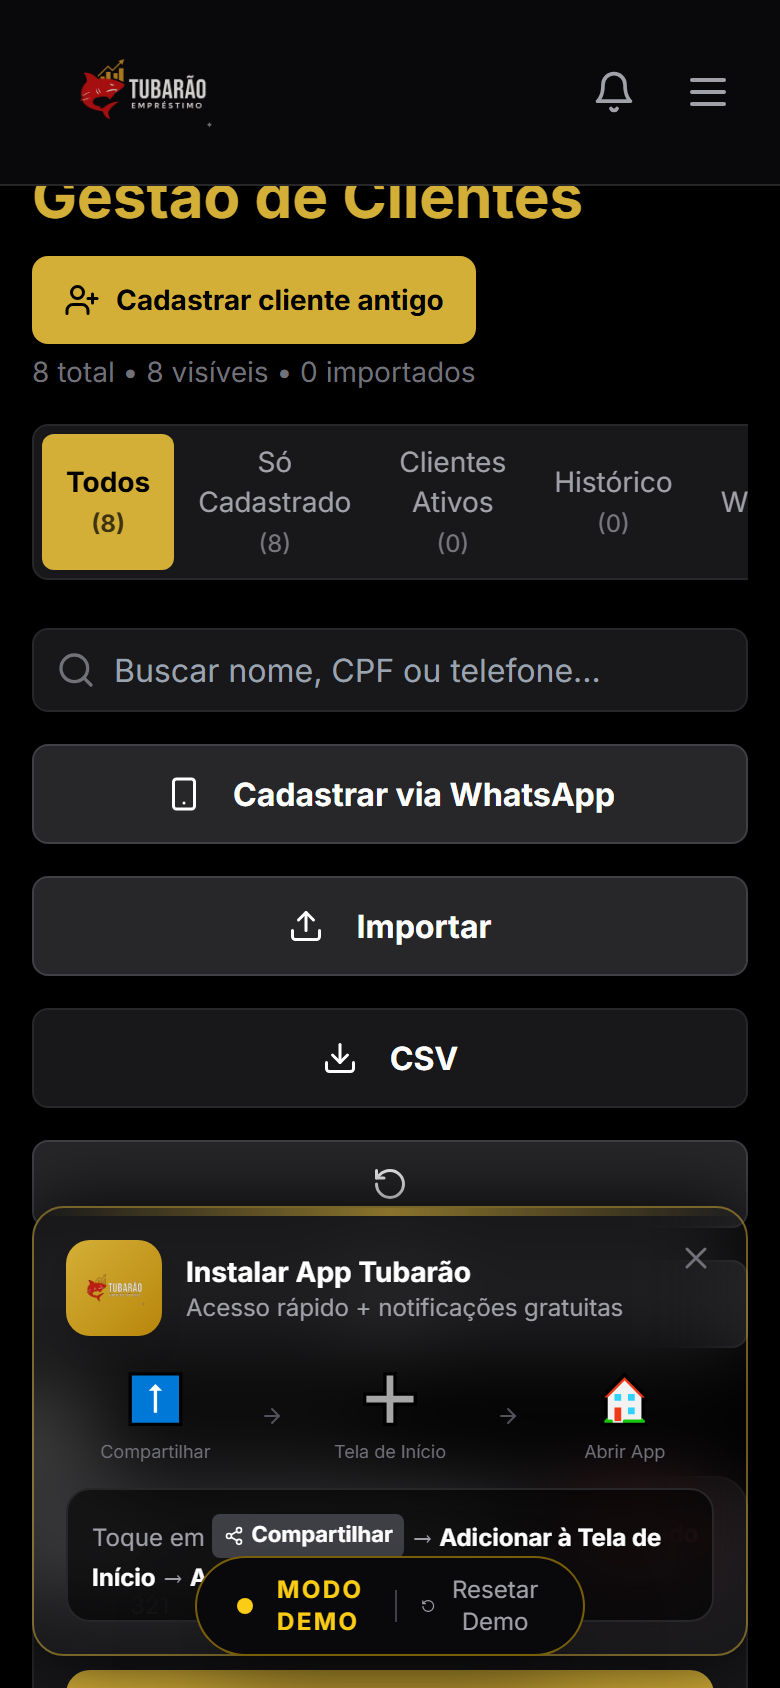 TUBARÃO
EMPRÉSTIMO
Gestão de Clientes
Cadastrar cliente antigo
8 total • 8 visíveis • 0 importados
Todos
(8)
Só
Cadastrado
(8)
Clientes
Ativos
(0)
Histórico
(0)
W
Buscar nome, CPF ou telefone...
Cadastrar via WhatsApp
Importar
CSV
TUBARÃO
Instalar App Tubarão
Acesso rápido + notificações gratuitas
Compartilhar
→
Tela de Início
→
Abrir App
Toque em Compartilhar → Adicionar à Tela de
Início → A
MODO
DEMO
Resetar
Demo